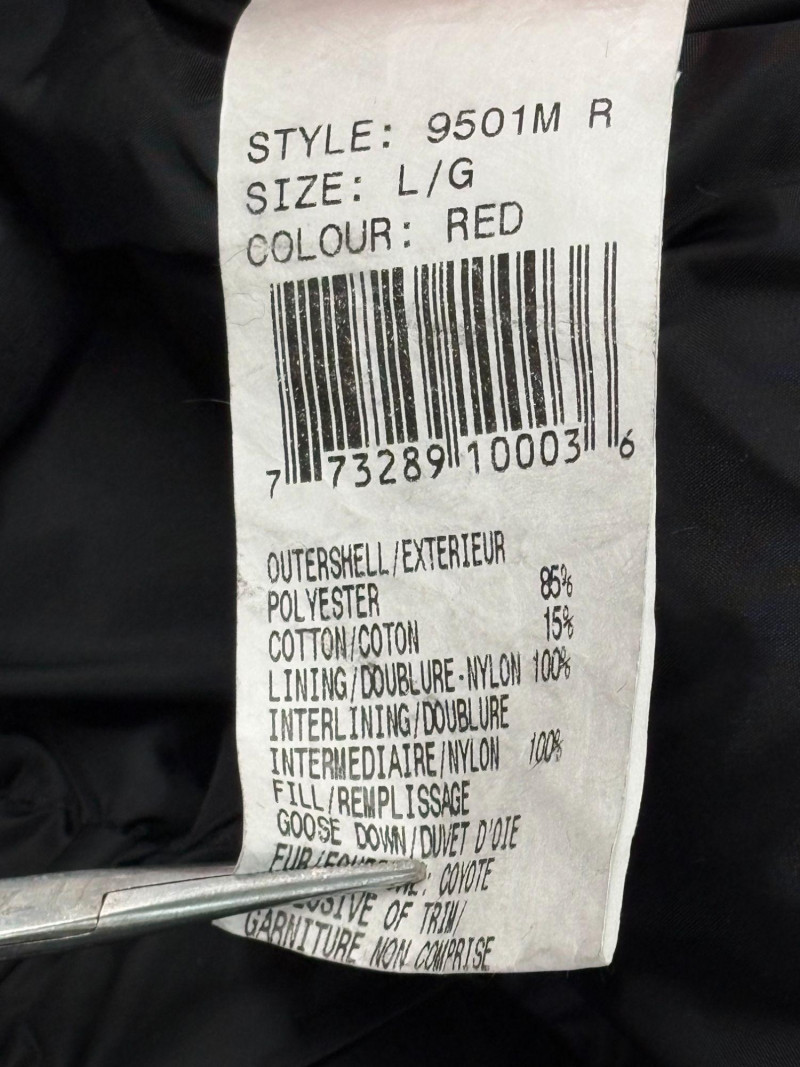 STYLE: 9501M R
SIZE: L/G
COLOUR: RED
7 73289 10003 6
OUTERSHELL/EXTERIEUR
POLYESTER 85%
COTTON/COTON 15%
LINING/DOUBLURE-NYLON 100%
INTERLINING/DOUBLURE
INTERMEDIAIRE/NYLON 100%
FILL/REMPLISSAGE
GOOSE DOWN/DUVET D'OIE
COYOTE
OF TRIM/
GARNITURE NON COMPRISE